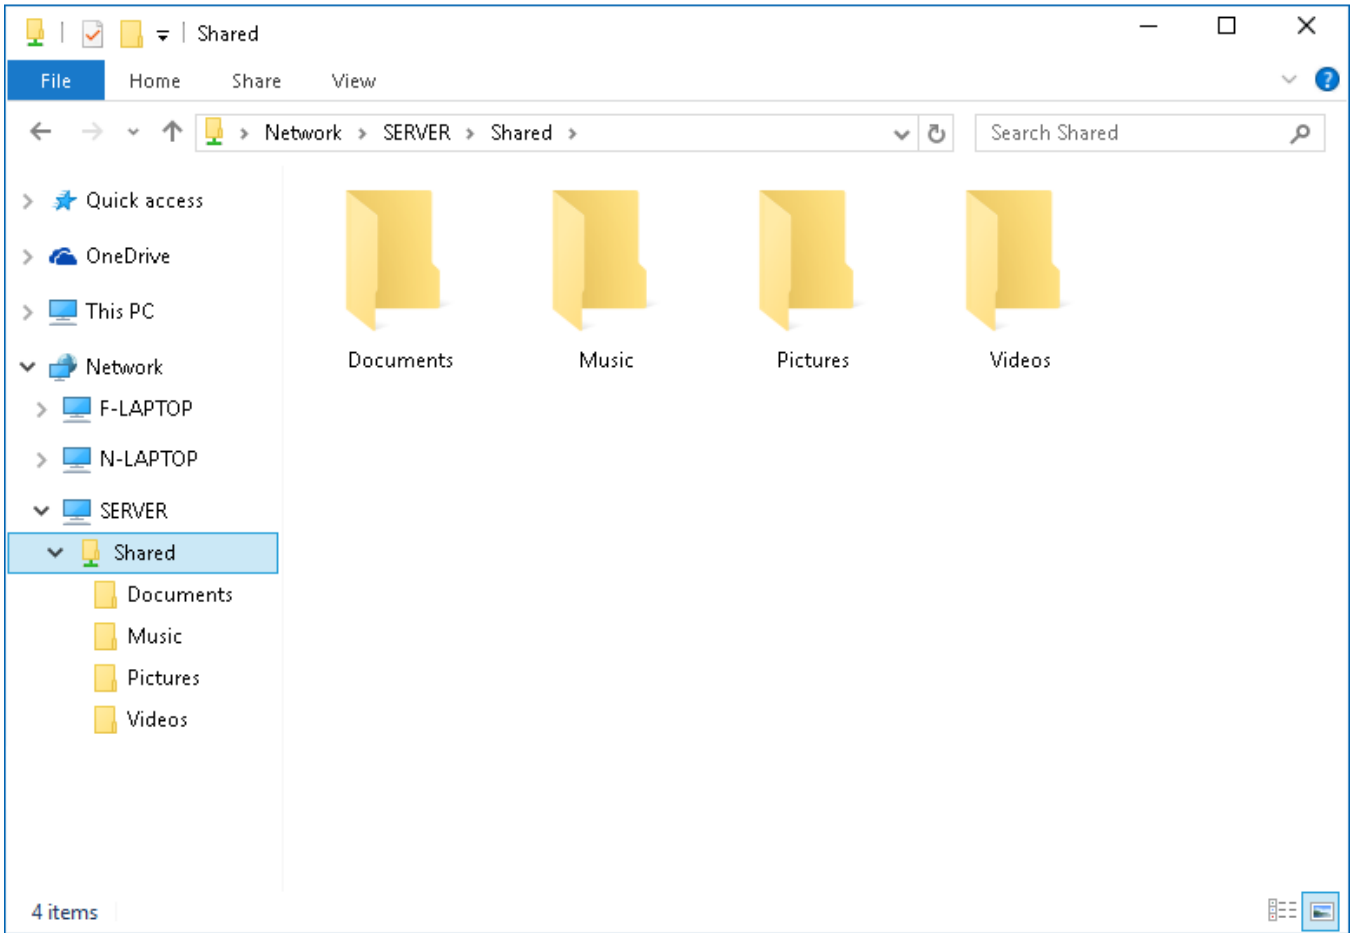 Shared
File Home Share View
Network SERVER Shared Search Shared
Quick access
OneDrive
This PC
Network
F-LAPTOP
N-LAPTOP
SERVER
Shared
Documents
Music
Pictures
Videos
Documents Music Pictures Videos
4 items